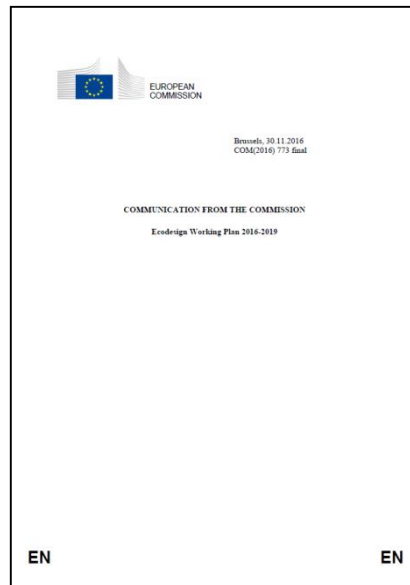 EUROPEAN
COMMISSION
Brussels, 30.11.2016
COM(2016) 773 final
COMMUNICATION FROM THE COMMISSION
Ecodesign Working Plan 2016-2019
EN EN